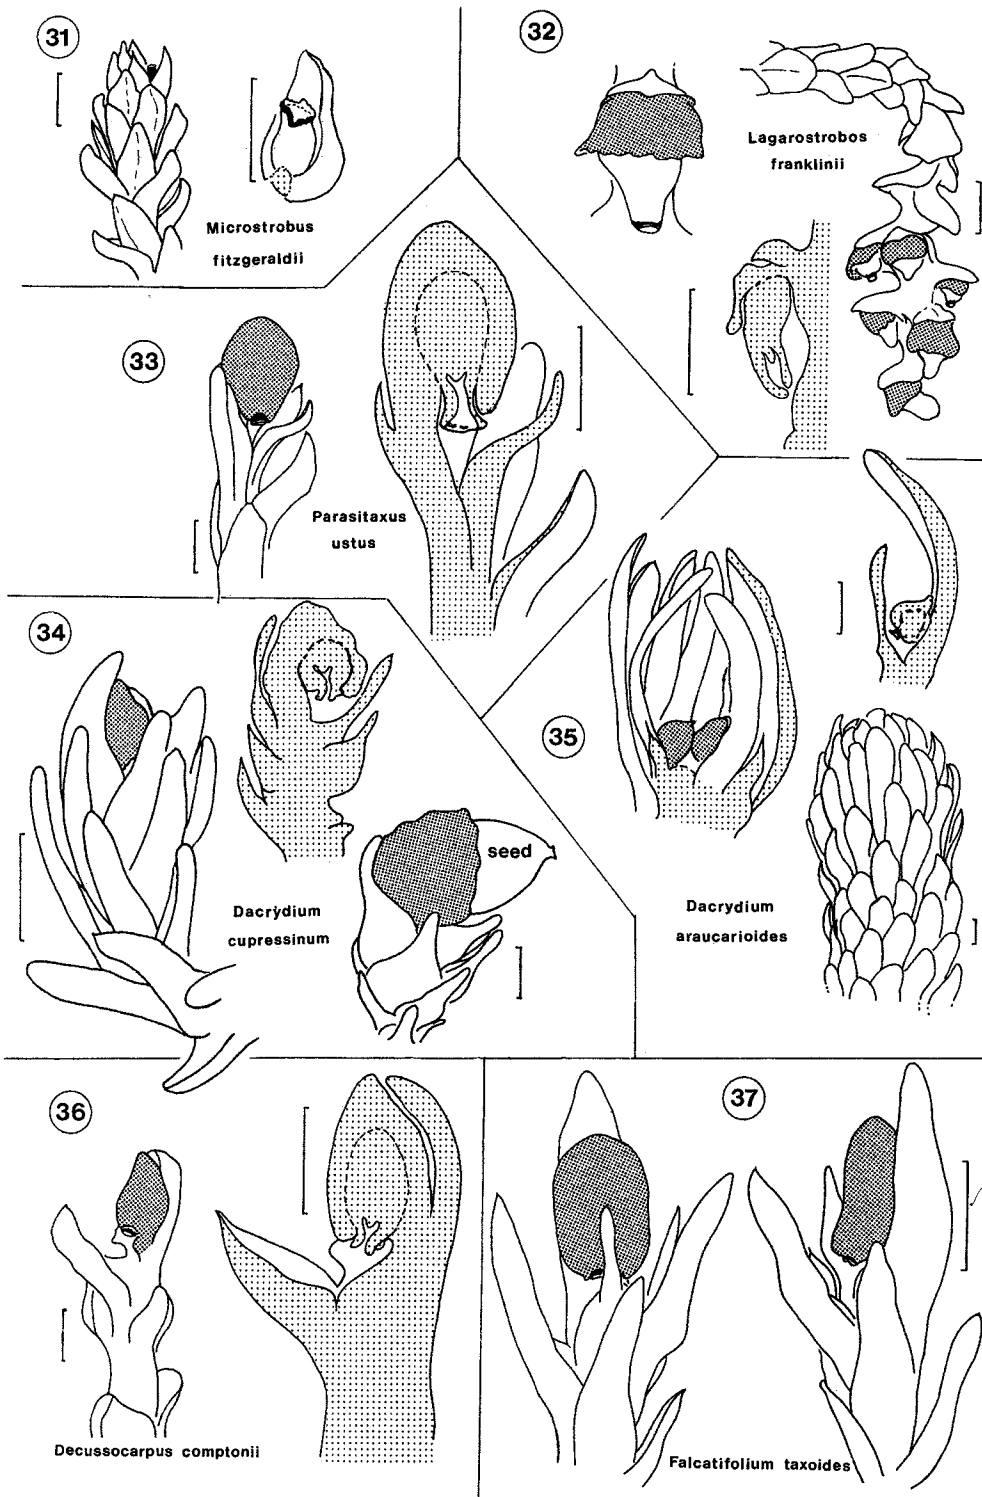 31
Microstrobus
fitzgeraldii
32
Lagarostrobos
franklinii
33
Parasitaxus
ustus
34
Dacrydium
cupressinum
seed
35
Dacrydium
araucarioides
36
Decussocarpus comptonii
37
Falcatifolium taxoides